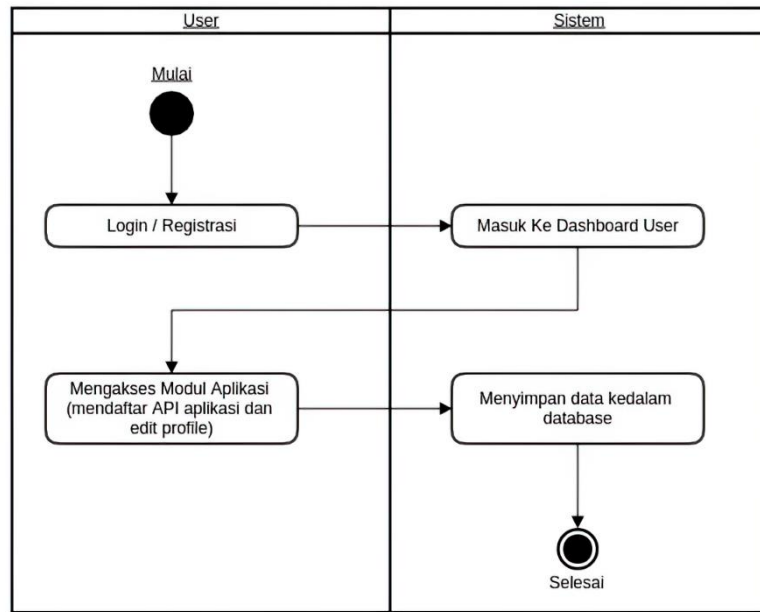 User
Sistem
Mulai
Login / Registrasi
Masuk Ke Dashboard User
Mengakses Modul Aplikasi
(mendaftar API aplikasi dan
edit profile)
Menyimpan data kedalam
database
Selesai